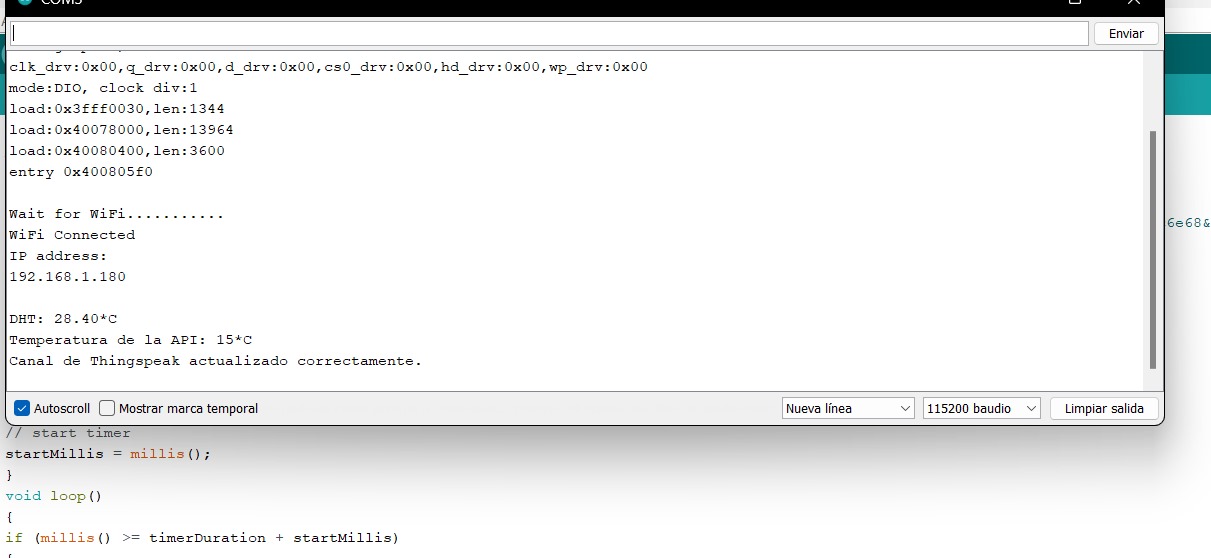 COM5
Enviar
clk_drv:0x00,q_drv:0x00,d_drv:0x00,cs0_drv:0x00,hd_drv:0x00,wp_drv:0x00
mode:DIO, clock div:1
load:0x3fff0030,len:1344
load:0x40078000,len:13964
load:0x40080400,len:3600
entry 0x400805f0
Wait for WiFi...........
WiFi Connected
IP address:
192.168.1.180
DHT: 28.40*C
Temperatura de la API: 15*C
Canal de Thingspeak actualizado correctamente.
6e68&
Autoscroll Mostrar marca temporal Nueva línea 115200 baudio Limpiar salida
// start timer
startMillis = millis();
}
void loop()
{
if (millis() >= timerDuration + startMillis)